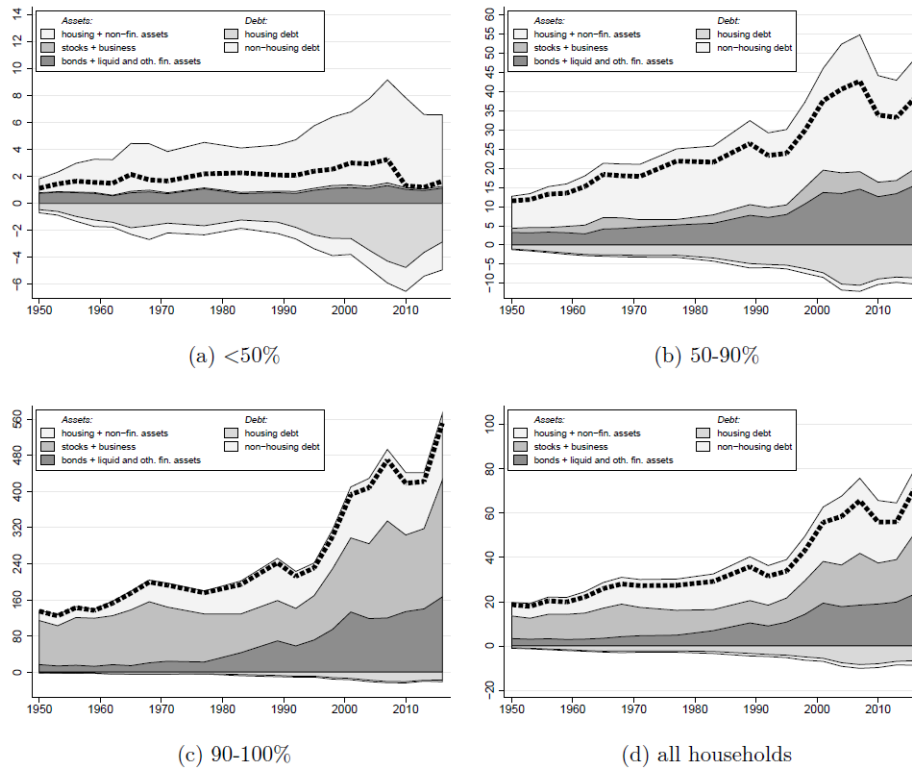 Assets: Debt:
housing + non−fin. assets housing debt
stocks + business non−housing debt
bonds + liquid and oth. fin. assets
14
12
10
8
6
4
2
0
−2
−4
−6
1950 1960 1970 1980 1990 2000 2010
(a) <50%
Assets: Debt:
housing + non−fin. assets housing debt
stocks + business non−housing debt
bonds + liquid and oth. fin. assets
60
55
50
45
40
35
30
25
20
15
10
5
0
−5
−10
1950 1960 1970 1980 1990 2000 2010
(b) 50-90%
Assets: Debt:
housing + non−fin. assets housing debt
stocks + business non−housing debt
bonds + liquid and oth. fin. assets
560
480
400
320
240
160
80
0
1950 1960 1970 1980 1990 2000 2010
(c) 90-100%
Assets: Debt:
housing + non−fin. assets housing debt
stocks + business non−housing debt
bonds + liquid and oth. fin. assets
100
80
60
40
20
0
−20
1950 1960 1970 1980 1990 2000 2010
(d) all households